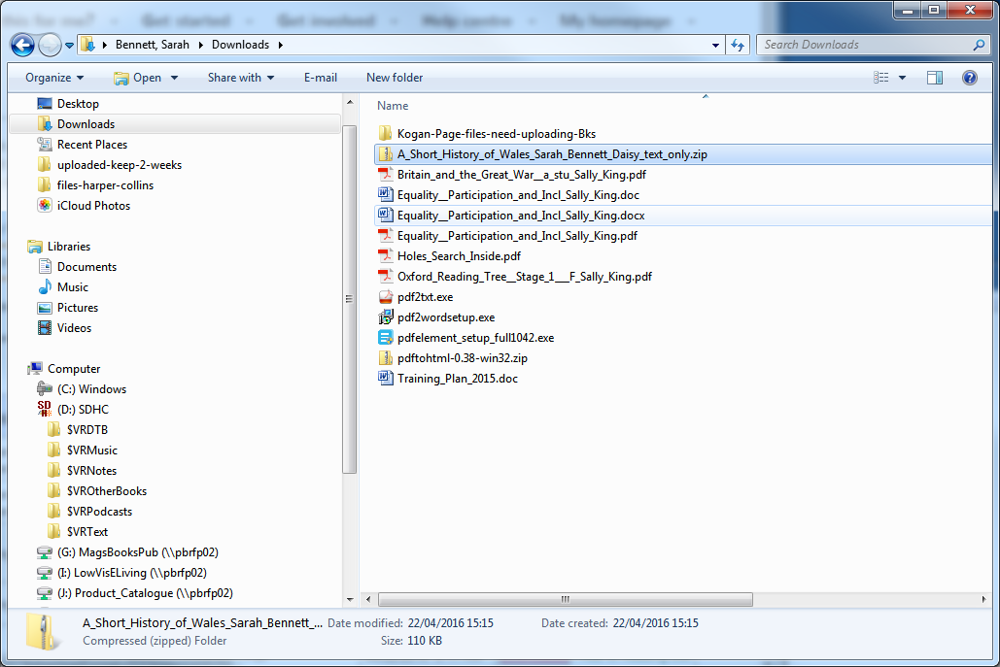 this for me? Get started Get involved Help centre My homepage
Bennett, Sarah Downloads
Search Downloads
Organize Open Share with E-mail New folder
Desktop
Downloads
Recent Places
uploaded-keep-2-weeks
files-harper-collins
iCloud Photos
Libraries
Documents
Music
Pictures
Videos
Computer
(C:) Windows
SD
(D:) SDHC
$VRDTB
$VRMusic
$VRNotes
$VROtherBooks
$VRPodcasts
$VRText
(G:) MagsBooksPub (\\pbrfp02)
(I:) LowVisELiving (\\pbrfp02)
(J:) Product_Catalogue (\\pbrfp02)
Name
Kogan-Page-files-need-uploading-Bks
A_Short_History_of_Wales_Sarah_Bennett_Daisy_text_only.zip
Britain_and_the_Great_War__a_stu_Sally_King.pdf
Equality__Participation_and_Incl_Sally_King.doc
Equality__Participation_and_Incl_Sally_King.docx
Equality__Participation_and_Incl_Sally_King.pdf
Holes_Search_Inside.pdf
Oxford_Reading_Tree__Stage_1___F_Sally_King.pdf
pdf2txt.exe
pdf2wordsetup.exe
pdfelement_setup_full1042.exe
pdftohtml-0.38-win32.zip
Training_Plan_2015.doc
A_Short_History_of_Wales_Sarah_Bennett_... Date modified: 22/04/2016 15:15 Date created: 22/04/2016 15:15
Compressed (zipped) Folder Size: 110 KB